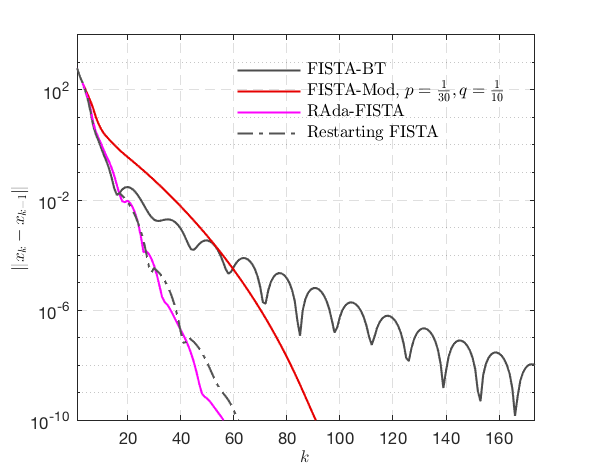 FISTA-BT
FISTA-Mod, p = 1/30, q = 1/10
RAda-FISTA
Restarting FISTA
10^2
10^-2
10^-6
10^-10
||x_k − x_{k−1}||
20 40 60 80 100 120 140 160
k